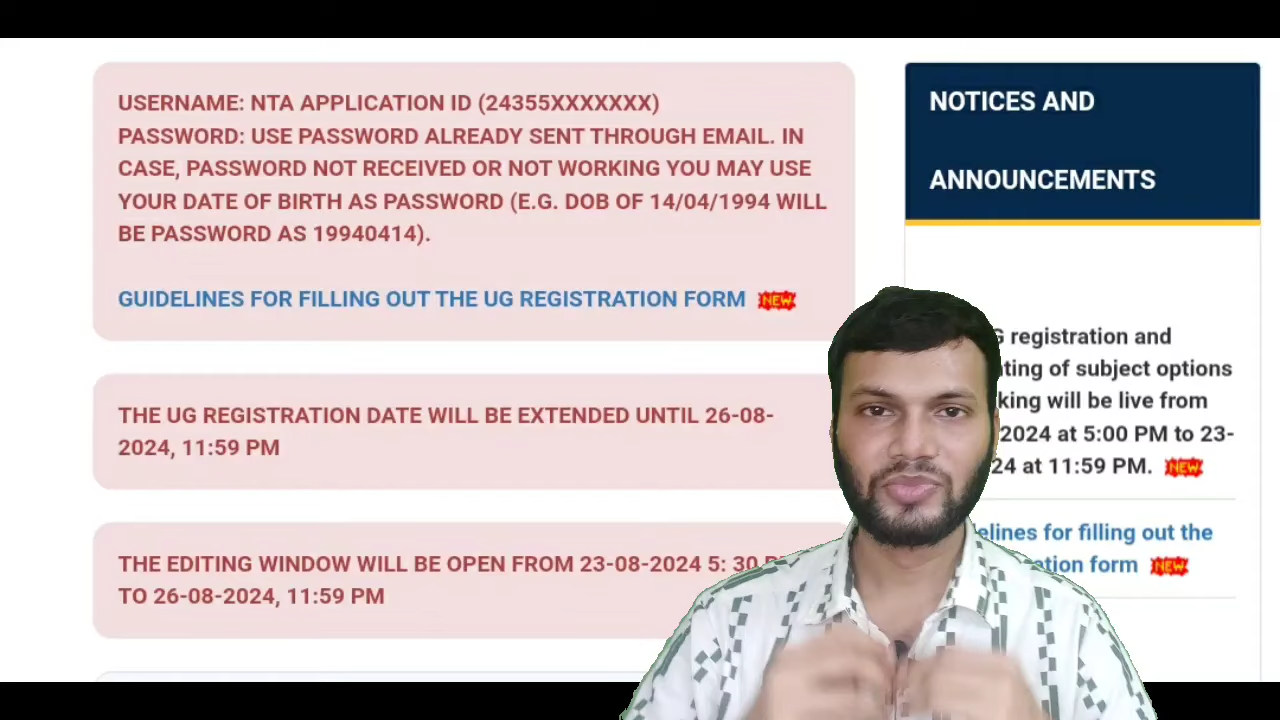 USERNAME: NTA APPLICATION ID (24355XXXXXXX)
PASSWORD: USE PASSWORD ALREADY SENT THROUGH EMAIL. IN
CASE, PASSWORD NOT RECEIVED OR NOT WORKING YOU MAY USE
YOUR DATE OF BIRTH AS PASSWORD (E.G. DOB OF 14/04/1994 WILL
BE PASSWORD AS 19940414).
GUIDELINES FOR FILLING OUT THE UG REGISTRATION FORM NEW
THE UG REGISTRATION DATE WILL BE EXTENDED UNTIL 26-08-
2024, 11:59 PM
THE EDITING WINDOW WILL BE OPEN FROM 23-08-2024 5: 30
TO 26-08-2024, 11:59 PM
NOTICES AND
ANNOUNCEMENTS
registration and
of subject options
will be live from
2024 at 5:00 PM to 23-
24 at 11:59 PM. NEW
for filling out the
form NEW